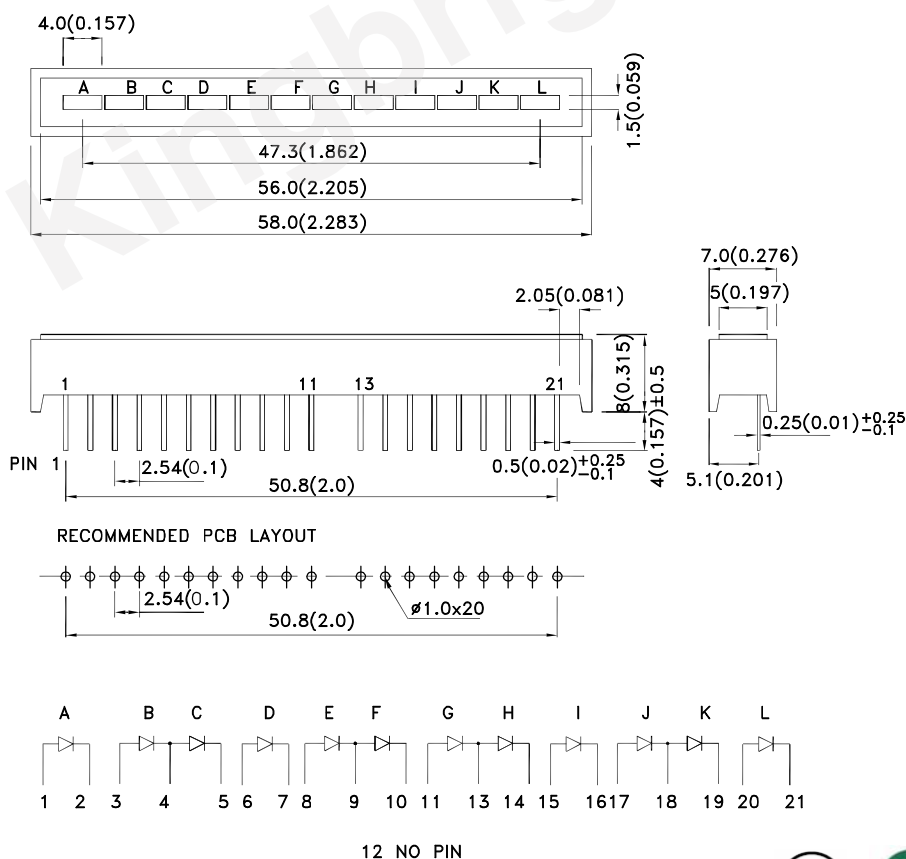 4.0(0.157)
A B C D E F G H I J K L
1.5(0.059)
47.3(1.862)
56.0(2.205)
58.0(2.283)
Kingbright
7.0(0.276)
2.05(0.081)
5(0.197)
8(0.315)
1 11 13 21
4(0.157)±0.5
0.25(0.01)+0.25 -0.1
PIN 1
2.54(0.1)
0.5(0.02)+0.25 -0.1
50.8(2.0)
5.1(0.201)
RECOMMENDED PCB LAYOUT
2.54(0.1)
ø1.0x20
50.8(2.0)
A B C D E F G H I J K L
1 2 3 4 5 6 7 8 9 10 11 13 14 15 16 17 18 19 20 21
12 NO PIN